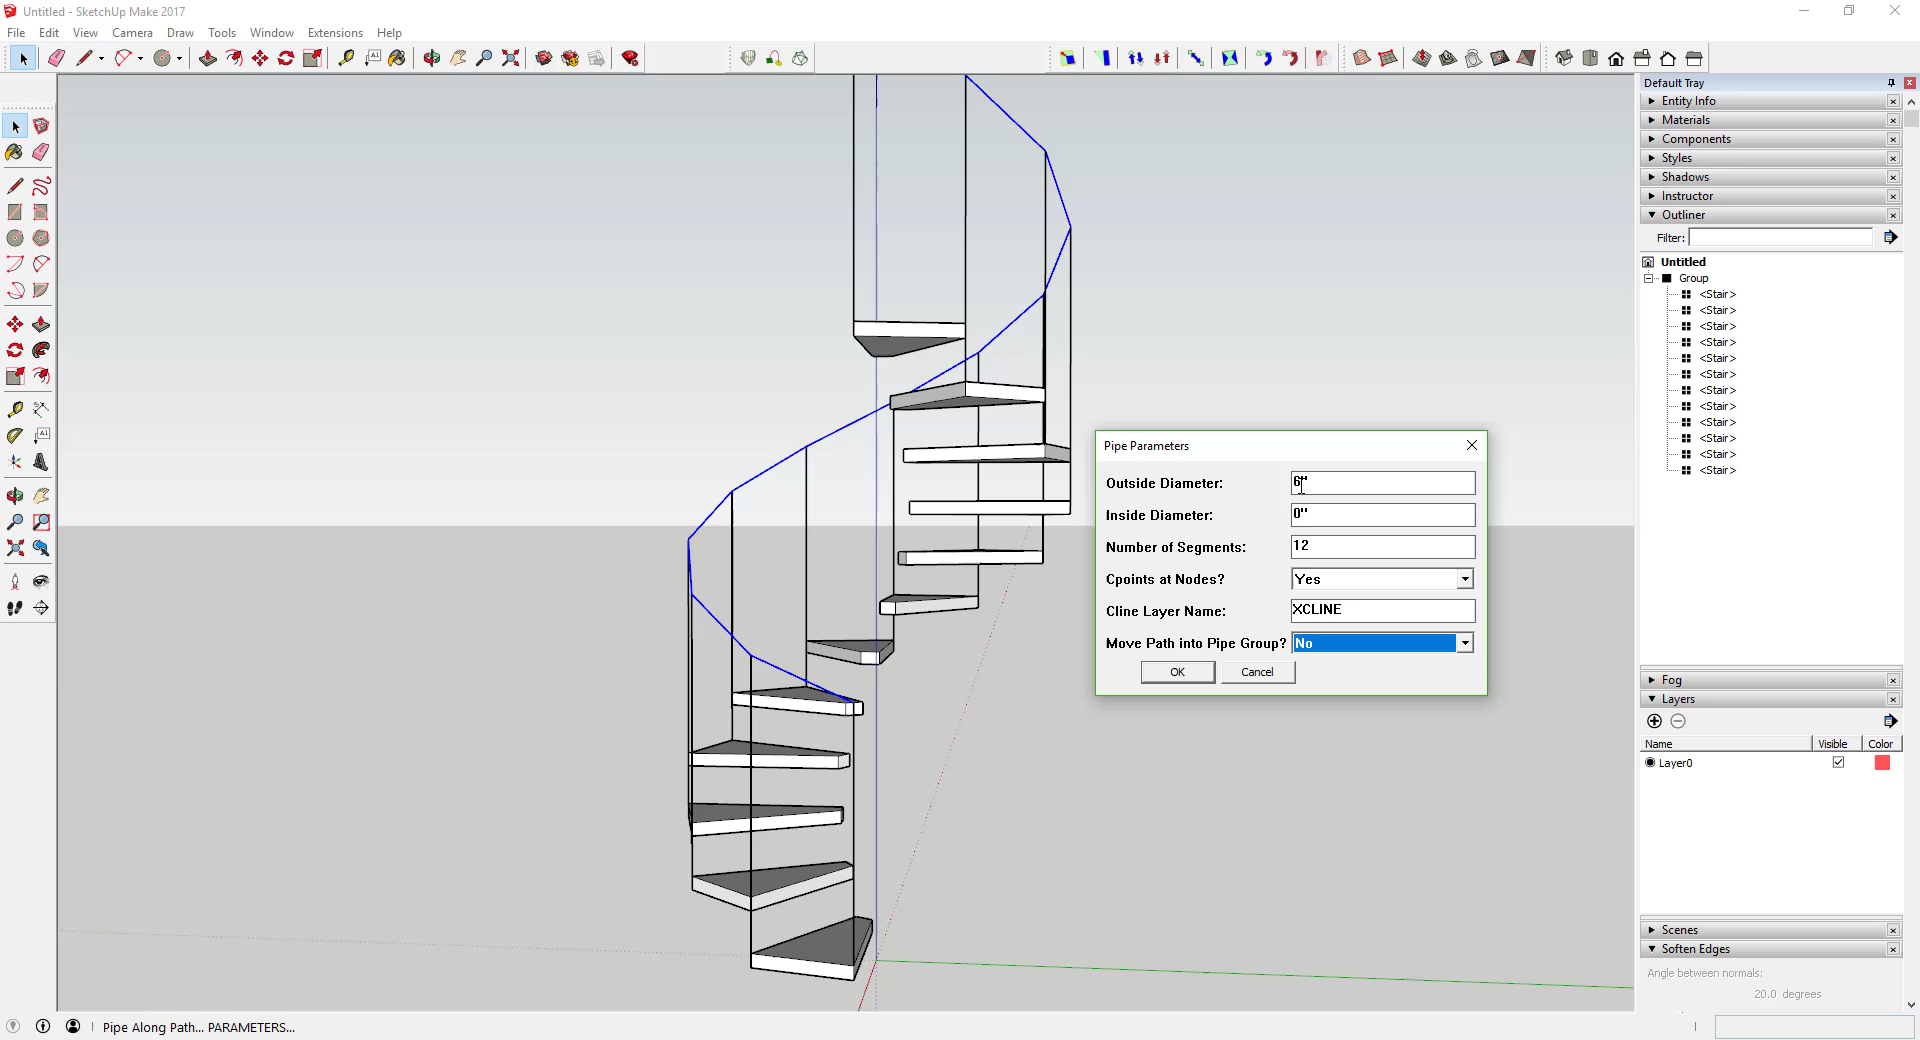 Untitled - SketchUp Make 2017
File Edit View Camera Draw Tools Window Extensions Help
Default Tray
Entity Info
Materials
Components
Styles
Shadows
Instructor
Outliner
Filter:
Untitled
Group
<Stair>
<Stair>
<Stair>
<Stair>
<Stair>
<Stair>
<Stair>
<Stair>
<Stair>
<Stair>
<Stair>
<Stair>
Pipe Parameters
Outside Diameter: 6"
Inside Diameter: 0"
Number of Segments: 12
Cpoints at Nodes? Yes
Cline Layer Name: XCLINE
Move Path into Pipe Group? No
OK Cancel
Fog
Layers
Name Visible Color
Layer0
Scenes
Soften Edges
Angle between normals:
20.0 degrees
Pipe Along Path... PARAMETERS...